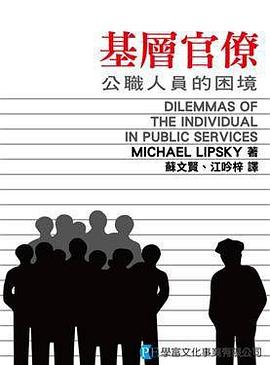 基層官僚
公職人員的困境
DILEMMAS OF
THE INDIVIDUAL
IN PUBLIC SERVICES
MICHAEL LIPSKY 著
蘇文賢、江吟梓 譯
學富文化事業有限公司